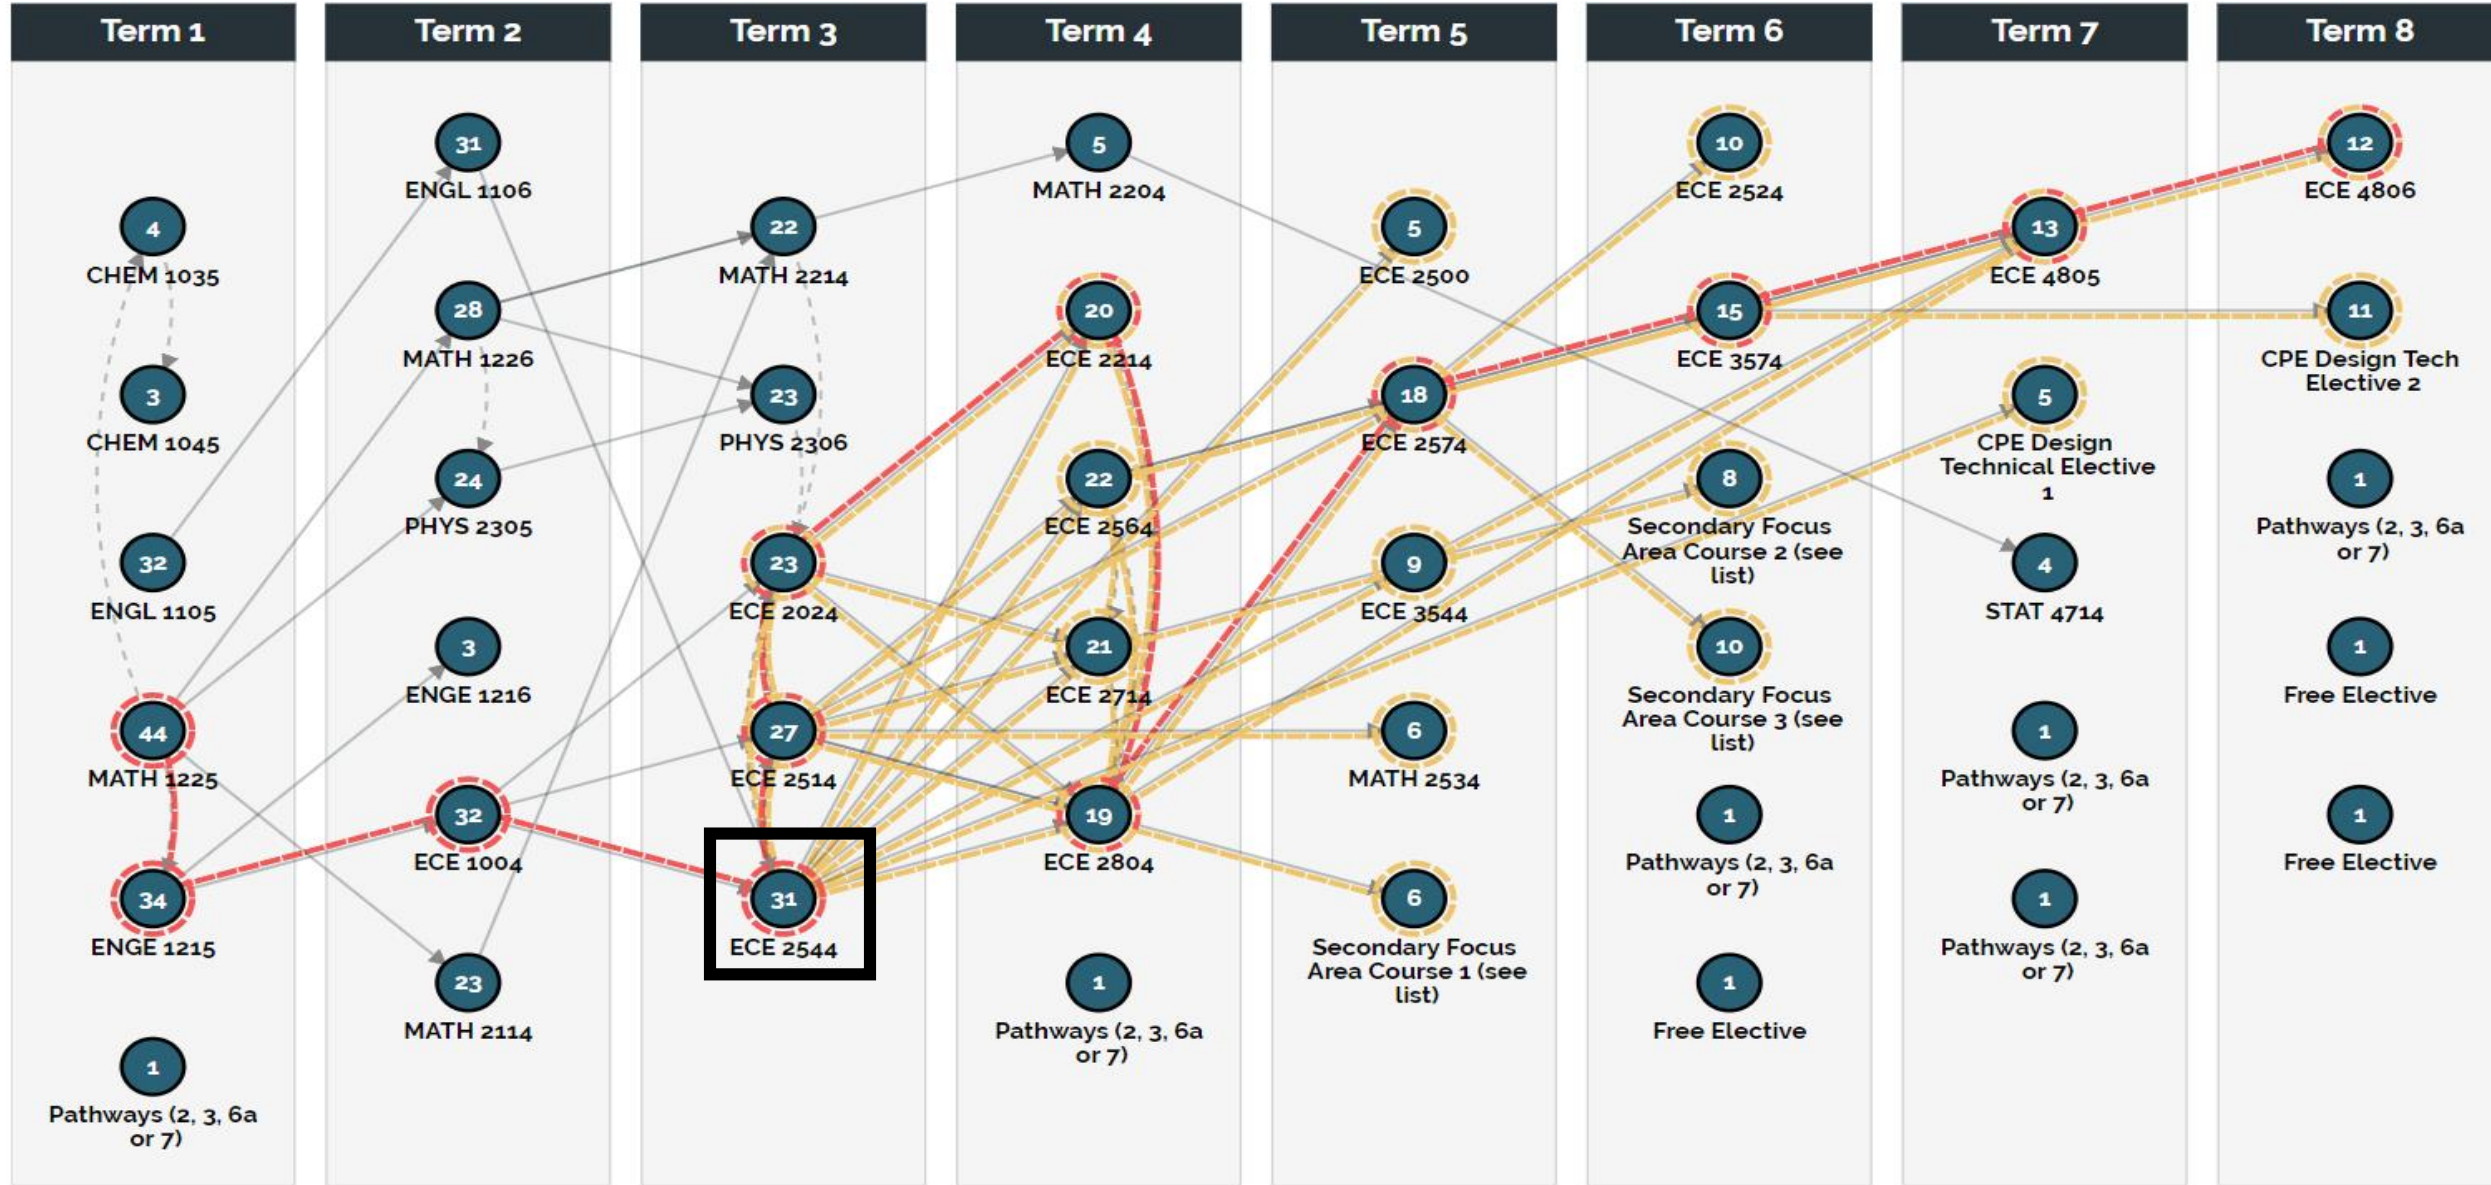 Term 1
4
CHEM 1035
3
CHEM 1045
32
ENGL 1105
44
MATH 1225
34
ENGE 1215
1
Pathways (2, 3, 6a
or 7)
Term 2
31
ENGL 1106
28
MATH 1226
24
PHYS 2305
3
ENGE 1216
32
ECE 1004
23
MATH 2114
Term 3
22
MATH 2214
23
PHYS 2306
23
ECE 2024
27
ECE 2514
31
ECE 2544
Term 4
5
MATH 2204
20
ECE 2214
22
ECE 2564
21
ECE 2714
19
ECE 2804
1
Pathways (2, 3, 6a
or 7)
Term 5
5
ECE 2500
18
ECE 2574
9
ECE 3544
6
MATH 2534
6
Secondary Focus
Area Course 1 (see
list)
Term 6
10
ECE 2524
15
ECE 3574
8
Secondary Focus
Area Course 2 (see
list)
10
Secondary Focus
Area Course 3 (see
list)
1
Pathways (2, 3, 6a
or 7)
1
Free Elective
Term 7
13
ECE 4805
5
CPE Design
Technical Elective
1
4
STAT 4714
1
Pathways (2, 3, 6a
or 7)
1
Pathways (2, 3, 6a
or 7)
Term 8
12
ECE 4806
11
CPE Design Tech
Elective 2
1
Pathways (2, 3, 6a
or 7)
1
Free Elective
1
Free Elective